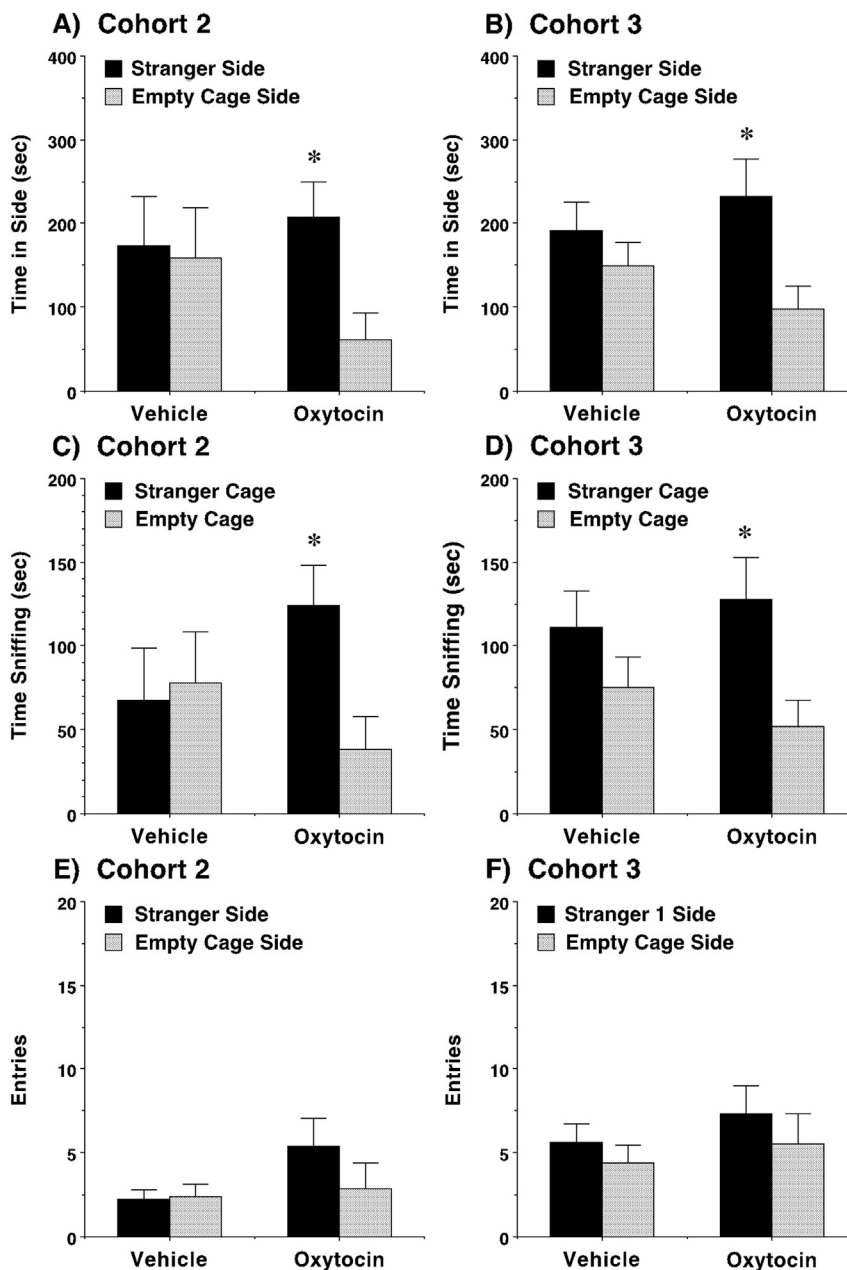 A) Cohort 2
400
300
200
100
0
Time in Side (sec)
Stranger Side
Empty Cage Side
*
Vehicle
Oxytocin
B) Cohort 3
400
300
200
100
0
Time in Side (sec)
Stranger Side
Empty Cage Side
*
Vehicle
Oxytocin
C) Cohort 2
200
150
100
50
0
Time Sniffing (sec)
Stranger Cage
Empty Cage
*
Vehicle
Oxytocin
D) Cohort 3
200
150
100
50
0
Time Sniffing (sec)
Stranger Cage
Empty Cage
*
Vehicle
Oxytocin
E) Cohort 2
20
15
10
5
0
Entries
Stranger Side
Empty Cage Side
Vehicle
Oxytocin
F) Cohort 3
20
15
10
5
0
Entries
Stranger 1 Side
Empty Cage Side
Vehicle
Oxytocin